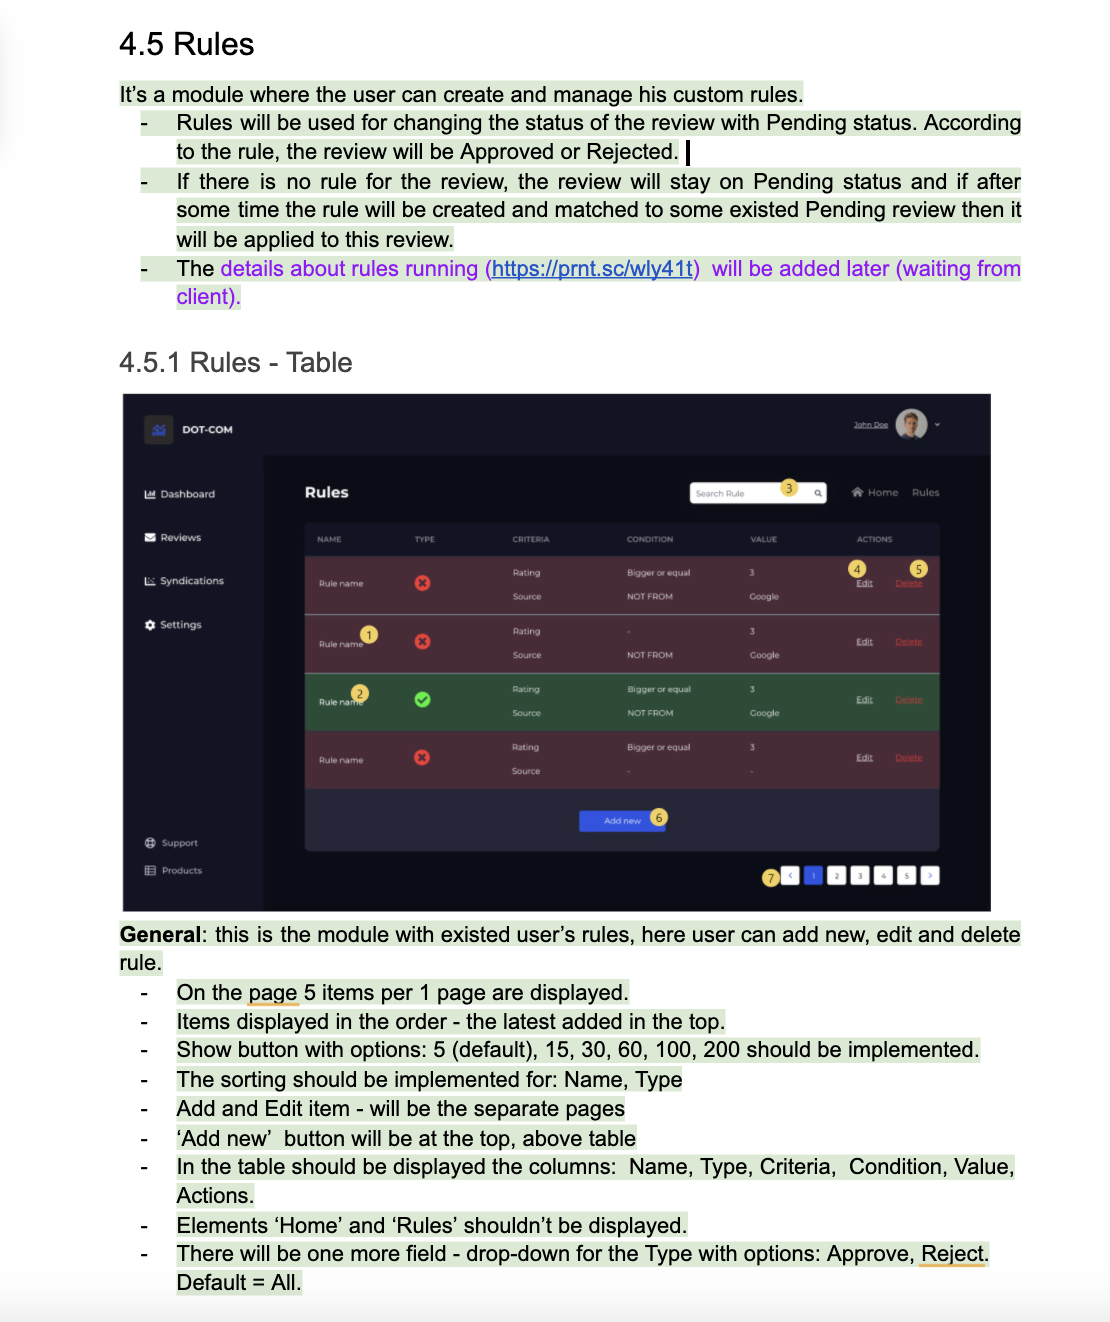 4.5 Rules
It's a module where the user can create and manage his custom rules.
- Rules will be used for changing the status of the review with Pending status. According
to the rule, the review will be Approved or Rejected.
- If there is no rule for the review, the review will stay on Pending status and if after
some time the rule will be created and matched to some existed Pending review then it
will be applied to this review.
- The details about rules running (https://prnt.sc/wly41t) will be added later (waiting from
client).
4.5.1 Rules - Table
DOT-COM
John Doe
Dashboard
Reviews
Syndications
Settings
Support
Products
Rules
Search Rule 3
Home Rules
NAME TYPE CRITERIA CONDITION VALUE ACTIONS
4 5
Rating Bigger or equal 3
Rule name Edit Delete
Source NOT FROM Google
1
Rating - 3
Rule name Edit Delete
Source NOT FROM Google
2
Rating Bigger or equal 3
Rule name Edit Delete
Source NOT FROM Google
Rating Bigger or equal 3
Rule name Edit Delete
Source - -
Add new 6
7 < 1 2 3 4 5 >
General: this is the module with existed user's rules, here user can add new, edit and delete
rule.
- On the page 5 items per 1 page are displayed.
- Items displayed in the order - the latest added in the top.
- Show button with options: 5 (default), 15, 30, 60, 100, 200 should be implemented.
- The sorting should be implemented for: Name, Type
- Add and Edit item - will be the separate pages
- ‘Add new’ button will be at the top, above table
- In the table should be displayed the columns: Name, Type, Criteria, Condition, Value,
Actions.
- Elements ‘Home’ and ‘Rules’ shouldn't be displayed.
- There will be one more field - drop-down for the Type with options: Approve, Reject.
Default = All.